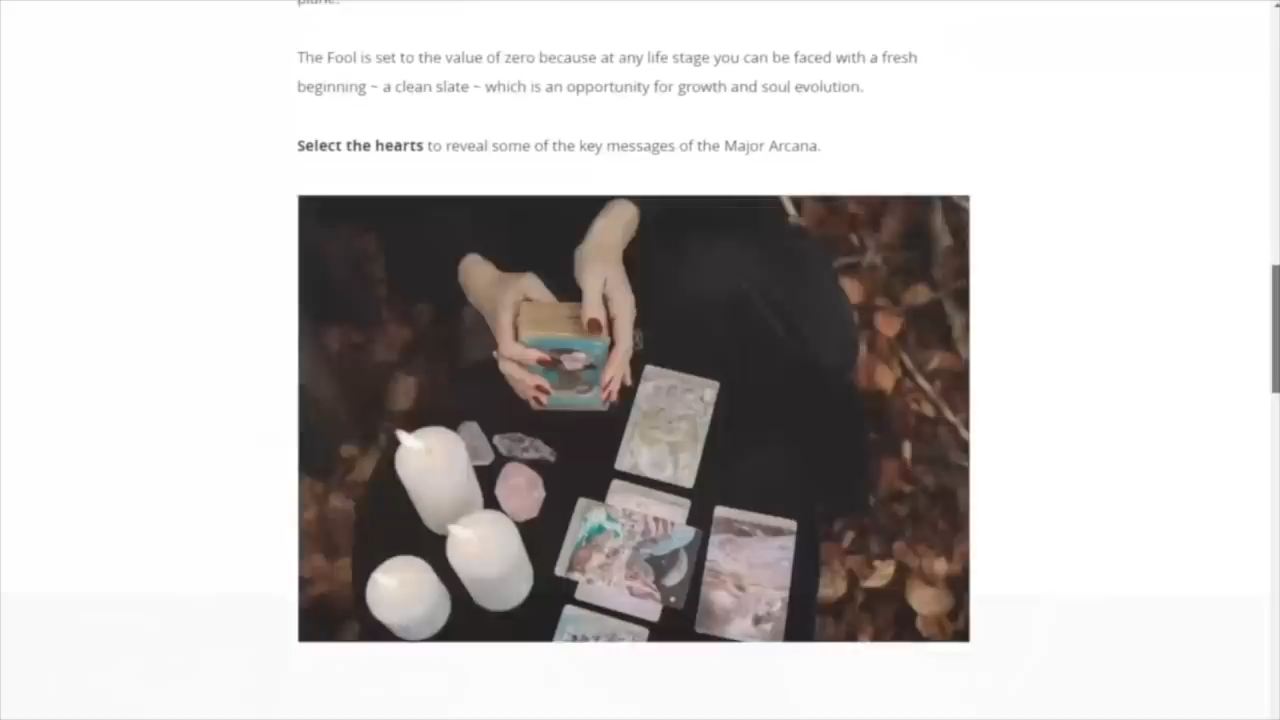 The Fool is set to the value of zero because at any life stage you can be faced with a fresh
beginning ~ a clean slate ~ which is an opportunity for growth and soul evolution.
Select the hearts to reveal some of the key messages of the Major Arcana.